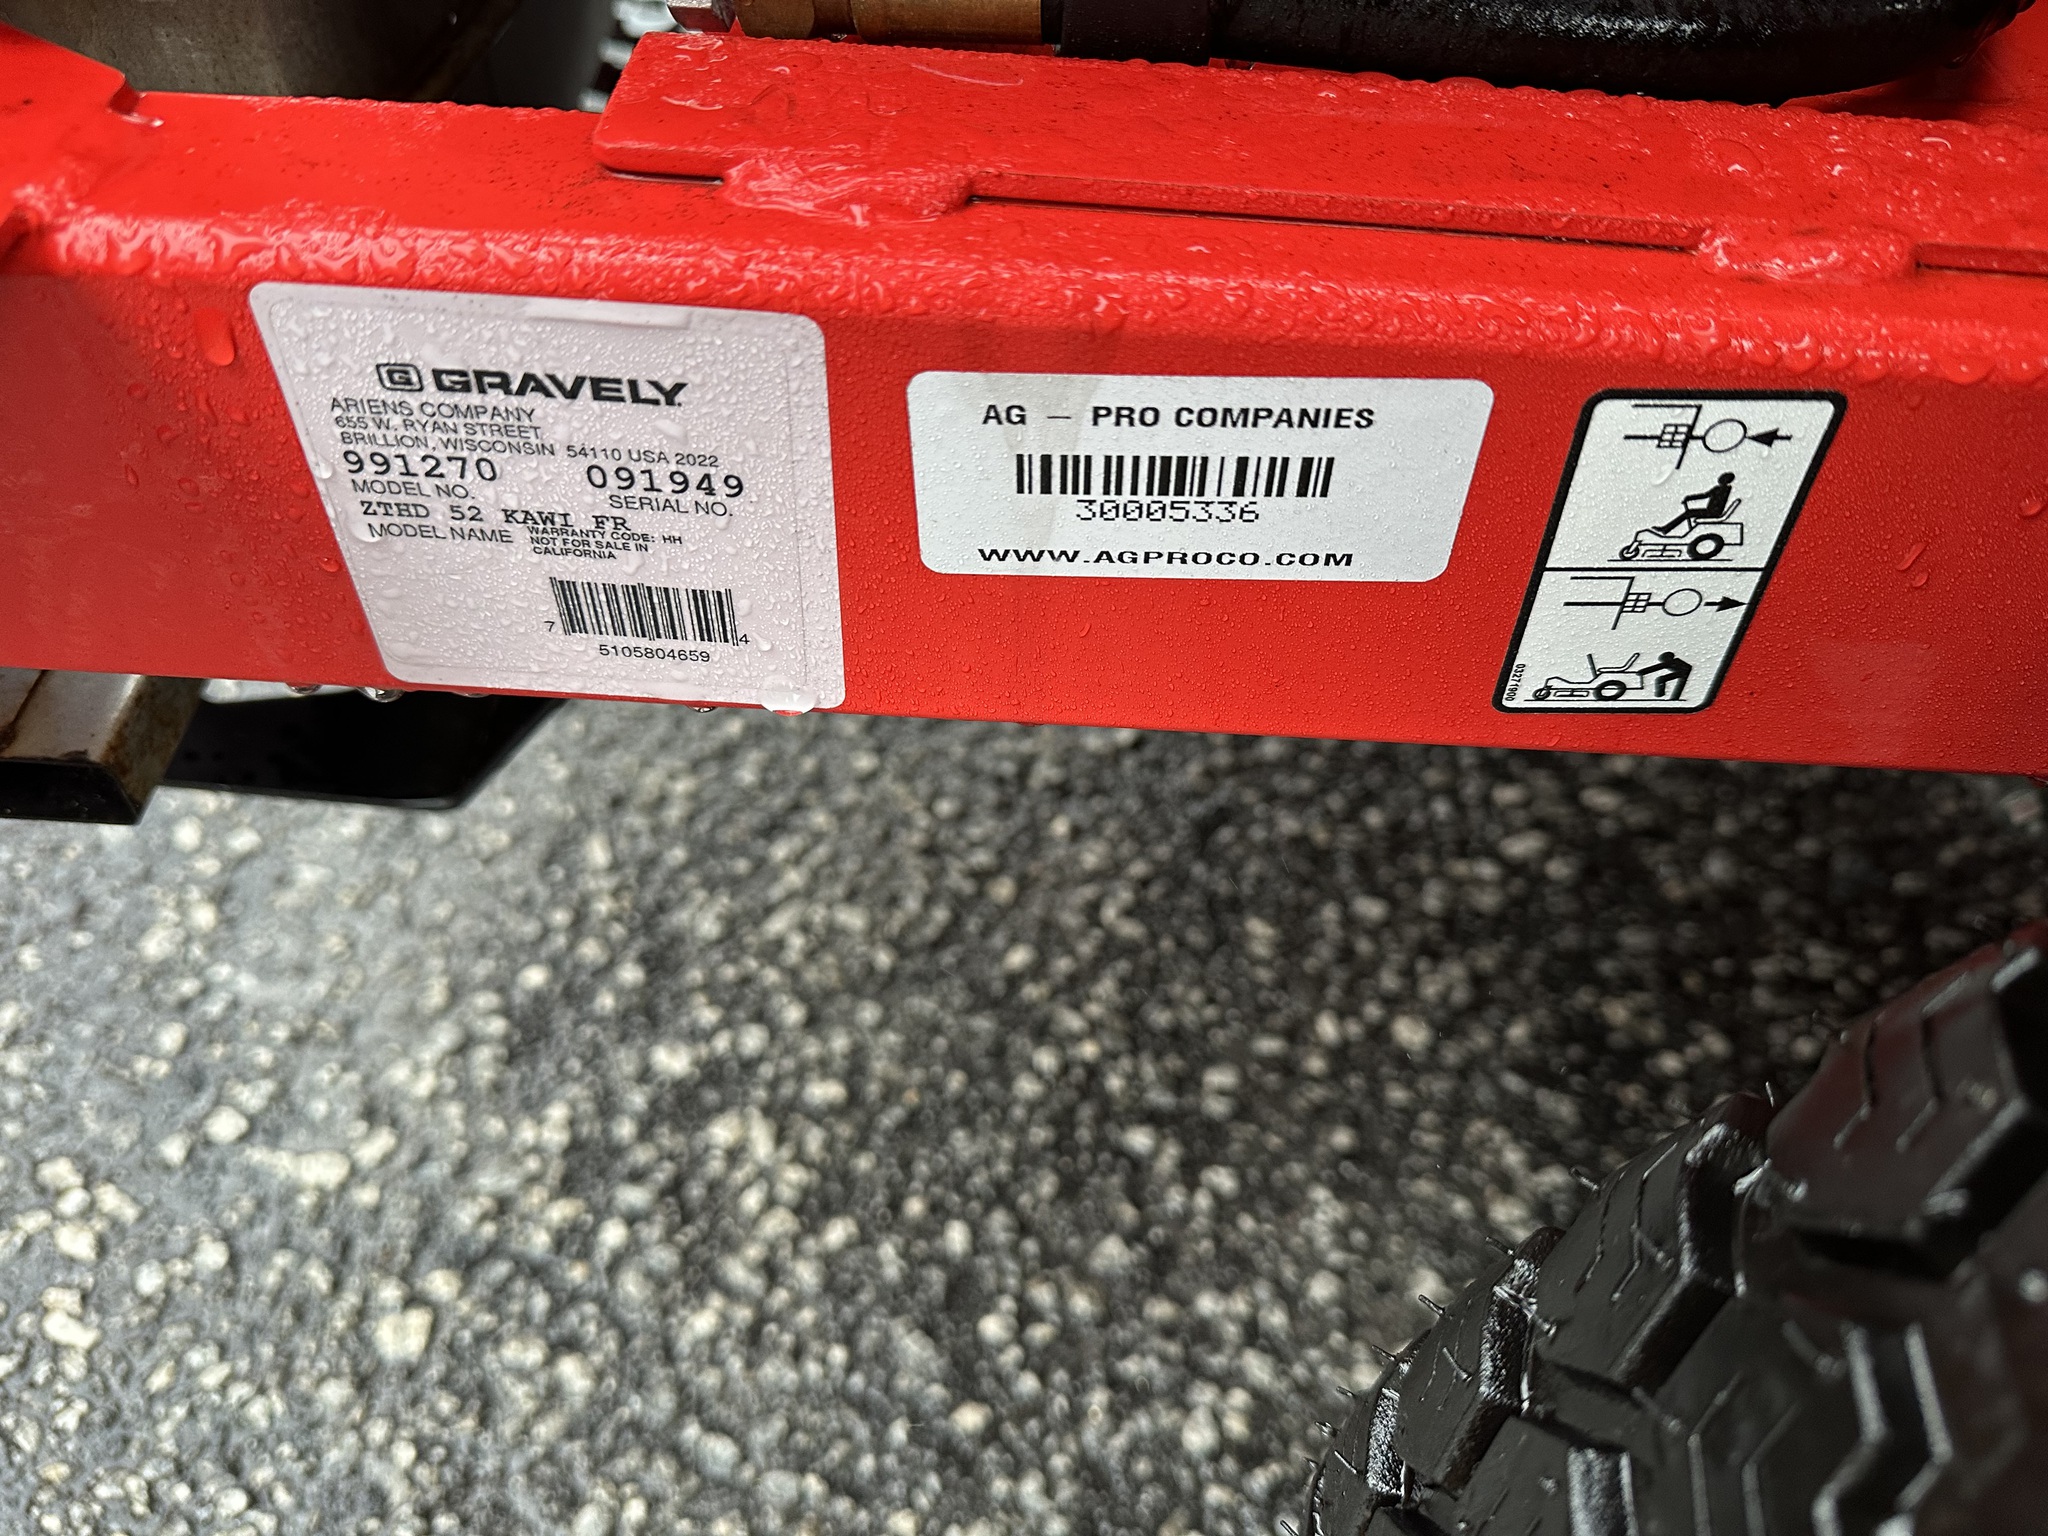 GRAVELY
ARIENS COMPANY
655 W. RYAN STREET
BRILLION, WISCONSIN 54110 USA 2022
991270 091949
MODEL NO. SERIAL NO.
ZTHD 52 KAWI FR
MODEL NAME WARRANTY CODE: HH
NOT FOR SALE IN
CALIFORNIA
7 4
5105804659
AG – PRO COMPANIES
30005336
WWW.AGPROCO.COM
03271900